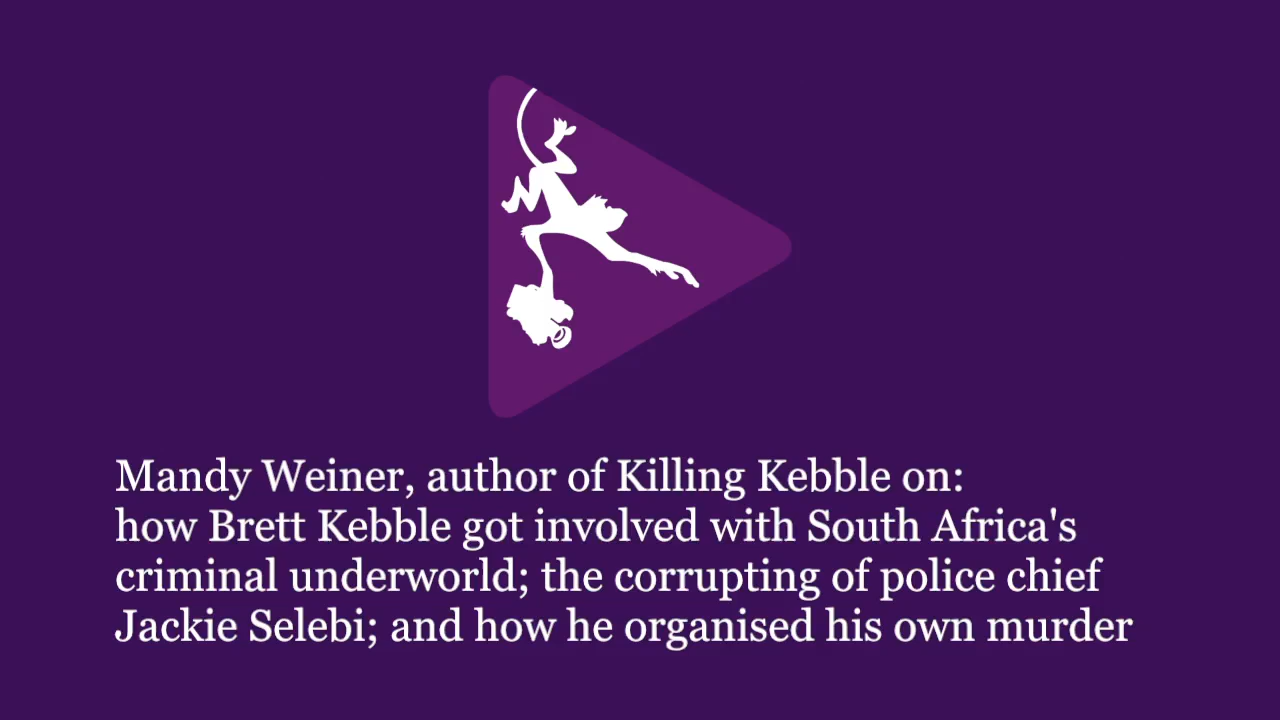 Mandy Weiner, author of Killing Kebble on:
how Brett Kebble got involved with South Africa's
criminal underworld; the corrupting of police chief
Jackie Selebi; and how he organised his own murder